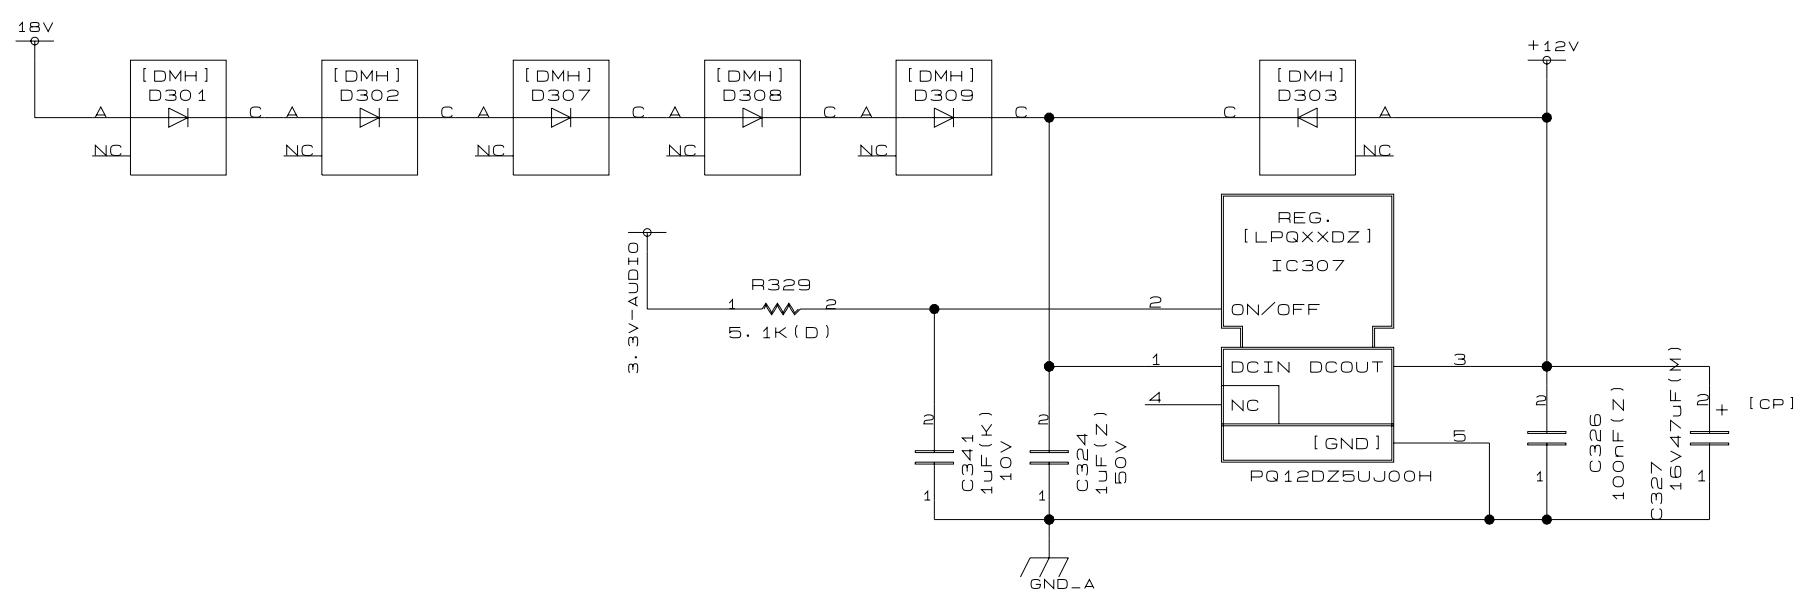 18V
+12V
[DMH]
D301
[DMH]
D302
[DMH]
D307
[DMH]
D308
[DMH]
D309
[DMH]
D303
A
C
A
C
A
C
A
C
A
C
C
A
NC
NC
NC
NC
NC
NC
REG.
[LPQXXDZ]
IC307
3.3V-AUDIO
R329
1
2
5.1K(D)
2
ON/OFF
1
DCIN
DCOUT
3
4
NC
[GND]
5
PQ12DZ5UJ00H
2
C341
1uF(K)
10V
1
2
C324
1uF(Z)
50V
1
2
C326
100nF(Z)
1
C327
16V47uF(M)
2
+
[CP]
1
GND_A